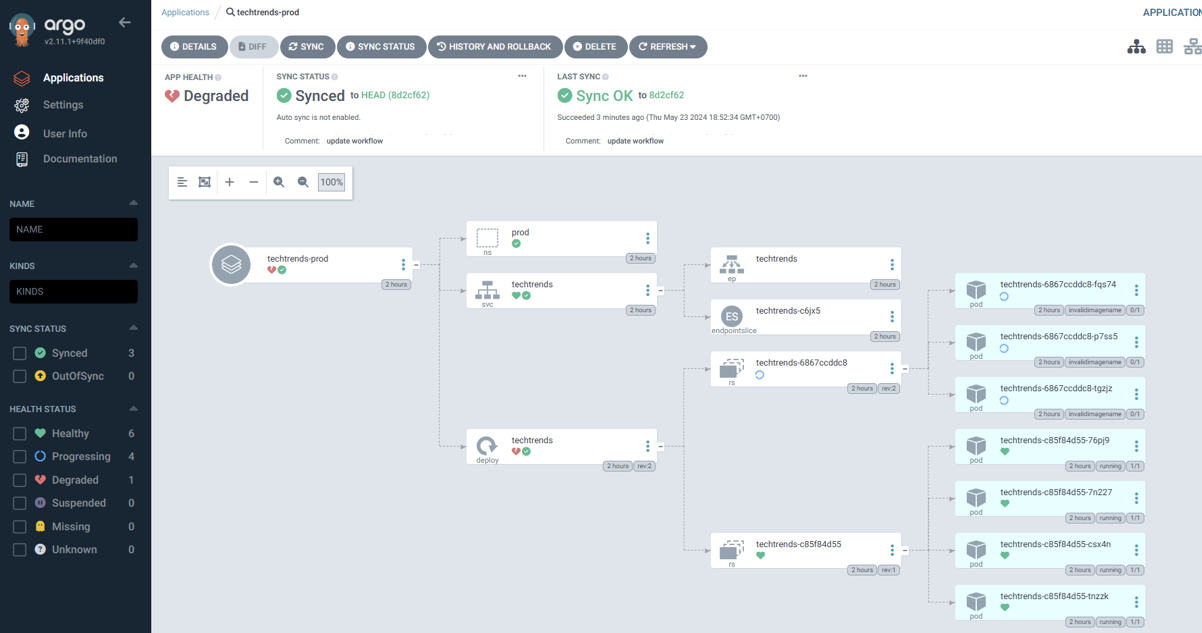 argo
v2.11.1+9f40df0
Applications
Settings
User Info
Documentation
NAME
NAME
KINDS
KINDS
SYNC STATUS
Synced 3
OutOfSync 0
HEALTH STATUS
Healthy 6
Progressing 4
Degraded 1
Suspended 0
Missing 0
Unknown 0
Applications / techtrends-prod
APPLICATION
DETAILS DIFF SYNC SYNC STATUS HISTORY AND ROLLBACK DELETE REFRESH
APP HEALTH
Degraded
SYNC STATUS
Synced to HEAD (8d2cf62)
Auto sync is not enabled.
Comment: update workflow
LAST SYNC
Sync OK to 8d2cf62
Succeeded 3 minutes ago (Thu May 23 2024 18:52:34 GMT+0700)
Comment: update workflow
100%
techtrends-prod
2 hours
prod
ns
2 hours
techtrends
svc
2 hours
techtrends
deploy
2 hours rev:2
techtrends
ep
2 hours
ES
techtrends-c6jx5
endpointslice
2 hours
techtrends-6867ccddc8
rs
2 hours rev:2
techtrends-c85f84d55
rs
2 hours rev:1
techtrends-6867ccddc8-fqs74
pod
2 hours invalidimagename 0/1
techtrends-6867ccddc8-p7ss5
pod
2 hours invalidimagename 0/1
techtrends-6867ccddc8-tgzjz
pod
2 hours invalidimagename 0/1
techtrends-c85f84d55-76pj9
pod
2 hours running 1/1
techtrends-c85f84d55-7n227
pod
2 hours running 1/1
techtrends-c85f84d55-csx4n
pod
2 hours running 1/1
techtrends-c85f84d55-tnzzk
pod
2 hours running 1/1